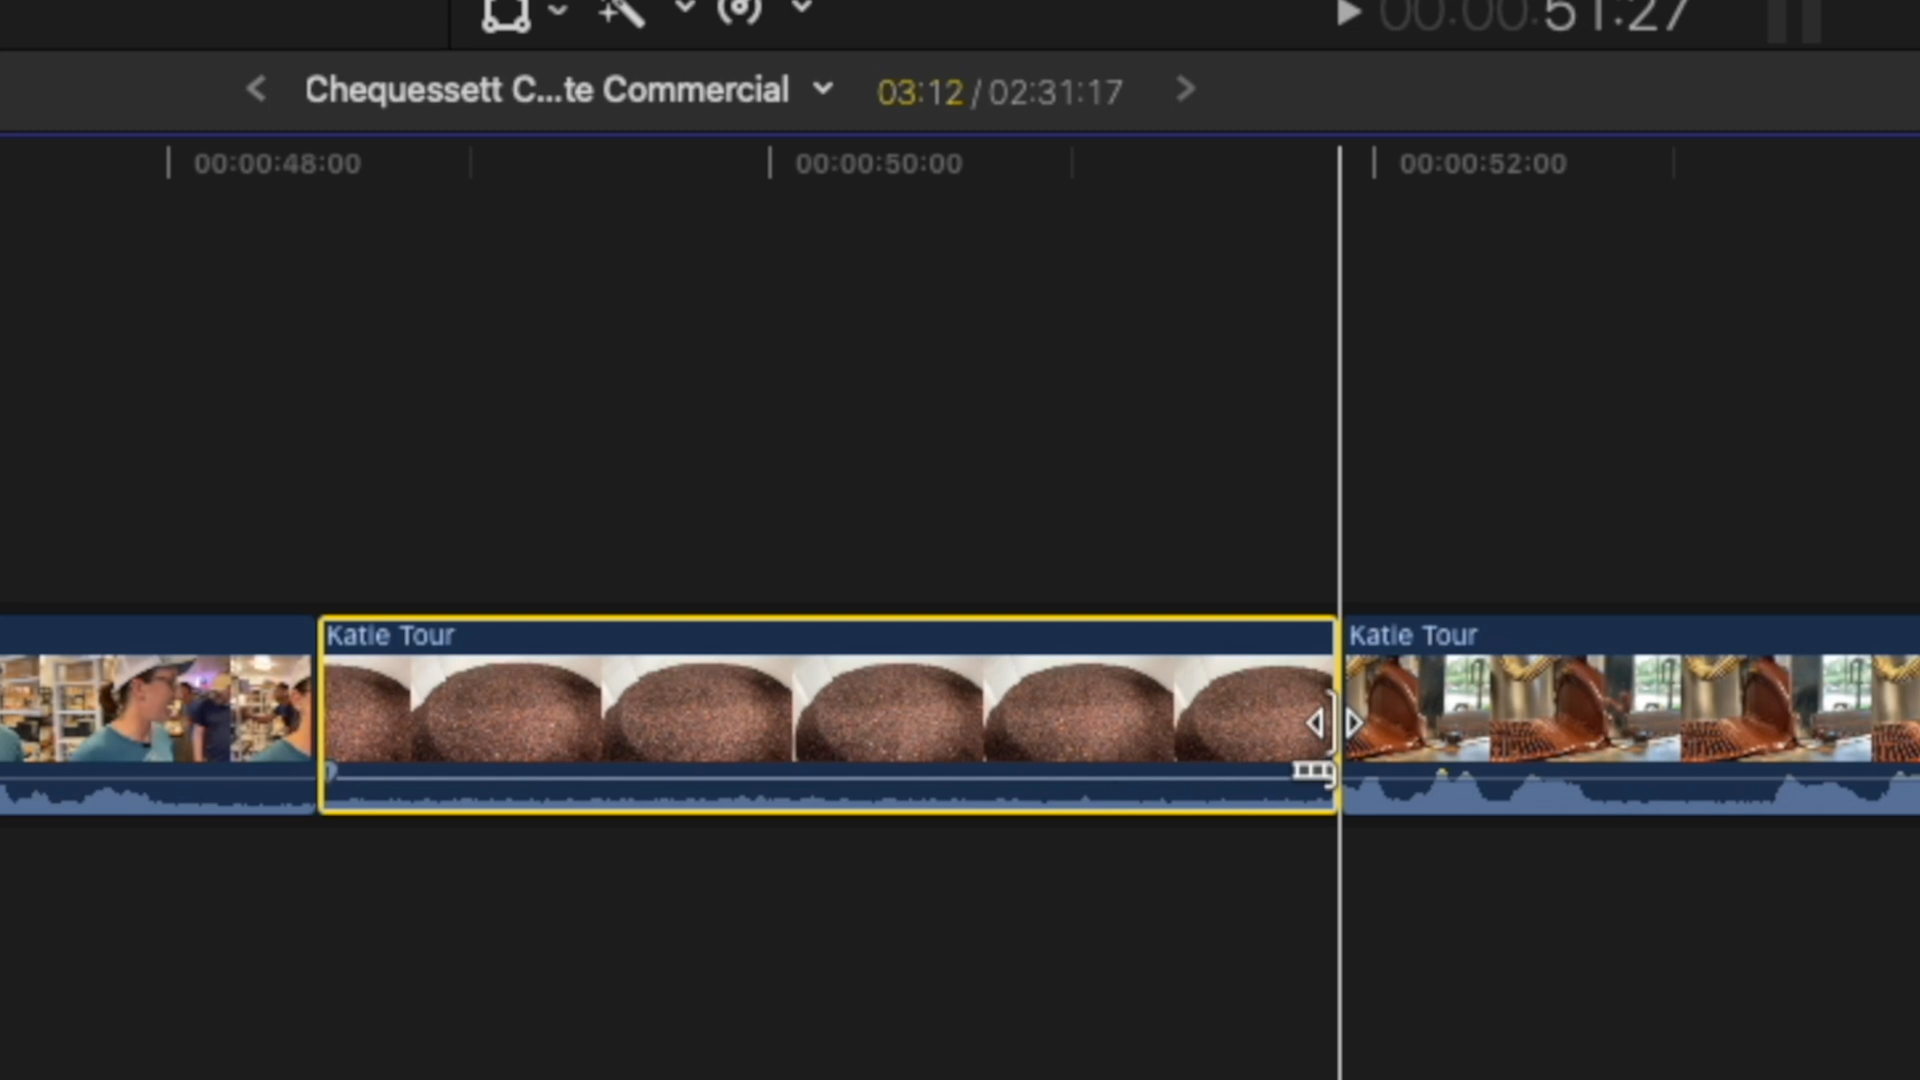 00:00:51:27
Chequessett C...te Commercial 03:12 / 02:31:17
00:00:48:00 00:00:50:00 00:00:52:00
Katie Tour Katie Tour